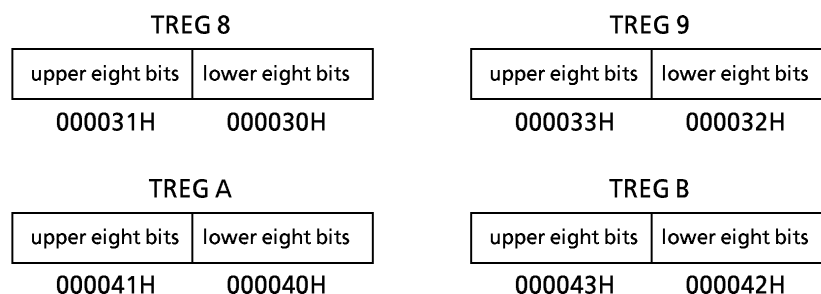 TREG 8 TREG 9
upper eight bits lower eight bits upper eight bits lower eight bits
000031H 000030H 000033H 000032H
TREG A TREG B
upper eight bits lower eight bits upper eight bits lower eight bits
000041H 000040H 000043H 000042H